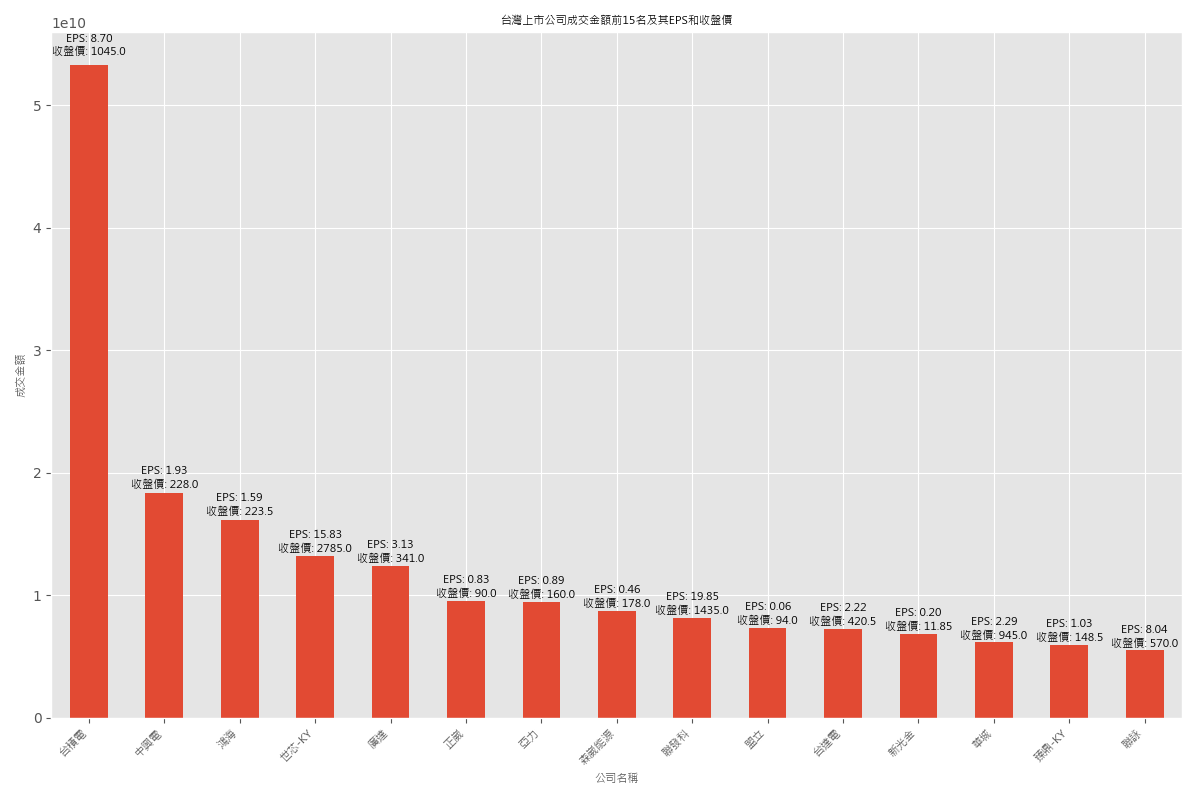 台灣上市公司成交金額前15名及其EPS和收盤價
1e10
EPS: 8.70
收盤價: 1045.0
5
4
3
2
1
0
成交金額
EPS: 1.93
收盤價: 228.0
EPS: 1.59
收盤價: 223.5
EPS: 15.83
收盤價: 2785.0
EPS: 3.13
收盤價: 341.0
EPS: 0.83
收盤價: 90.0
EPS: 0.89
收盤價: 160.0
EPS: 0.46
收盤價: 178.0
EPS: 19.85
收盤價: 1435.0
EPS: 0.06
收盤價: 94.0
EPS: 2.22
收盤價: 420.5
EPS: 0.20
收盤價: 11.85
EPS: 2.29
收盤價: 945.0
EPS: 1.03
收盤價: 148.5
EPS: 8.04
收盤價: 570.0
台積電
中興電
鴻海
世芯-KY
廣達
正崴
亞力
森崴能源
聯發科
盟立
台達電
新光金
華城
臻鼎-KY
聯詠
公司名稱